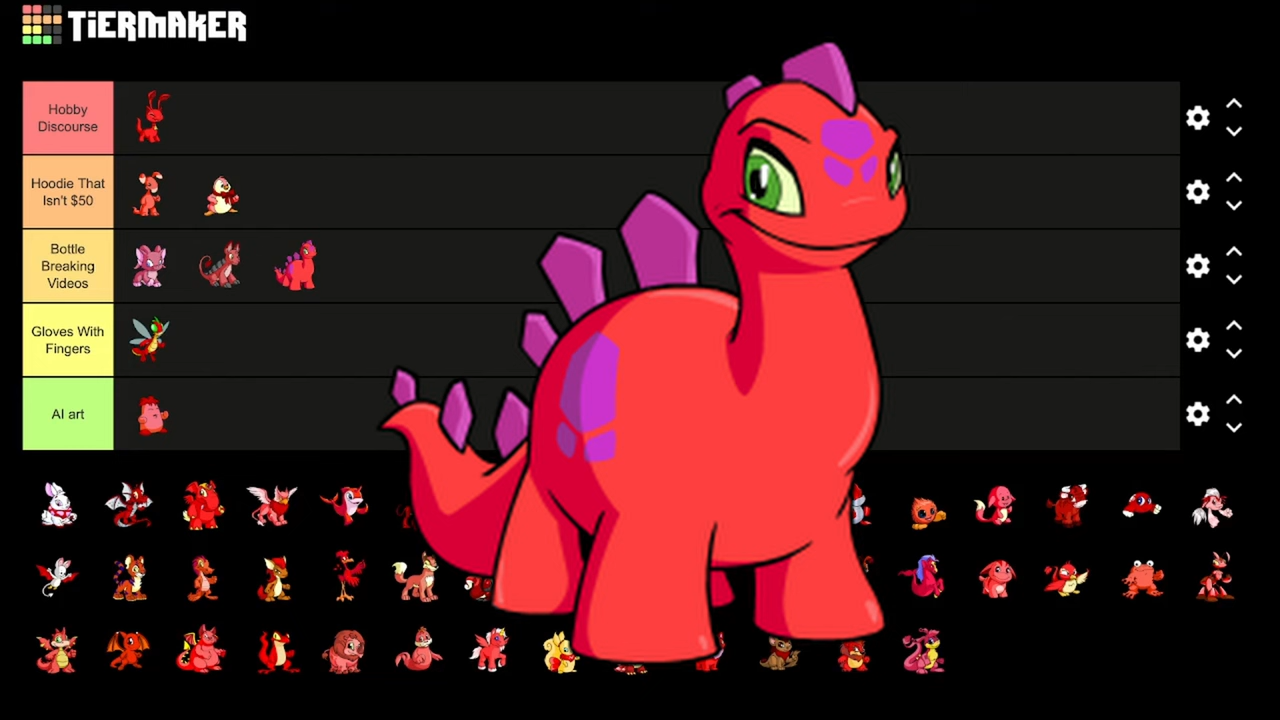 TiERMAKER
Hobby
Discourse
Hoodie That
Isn't $50
Bottle
Breaking
Videos
Gloves With
Fingers
AI art